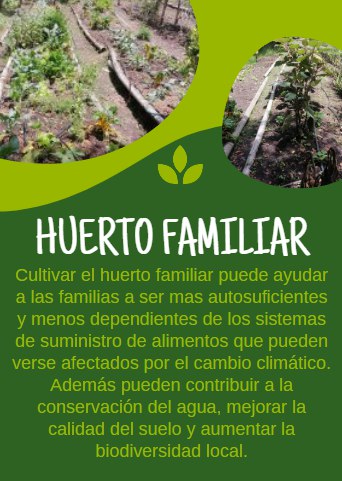 HUERTO FAMILIAR
Cultivar el huerto familiar puede ayudar
a las familias a ser mas autosuficientes
y menos dependientes de los sistemas
de suministro de alimentos que pueden
verse afectados por el cambio climático.
Además pueden contribuir a la
conservación del agua, mejorar la
calidad del suelo y aumentar la
biodiversidad local.